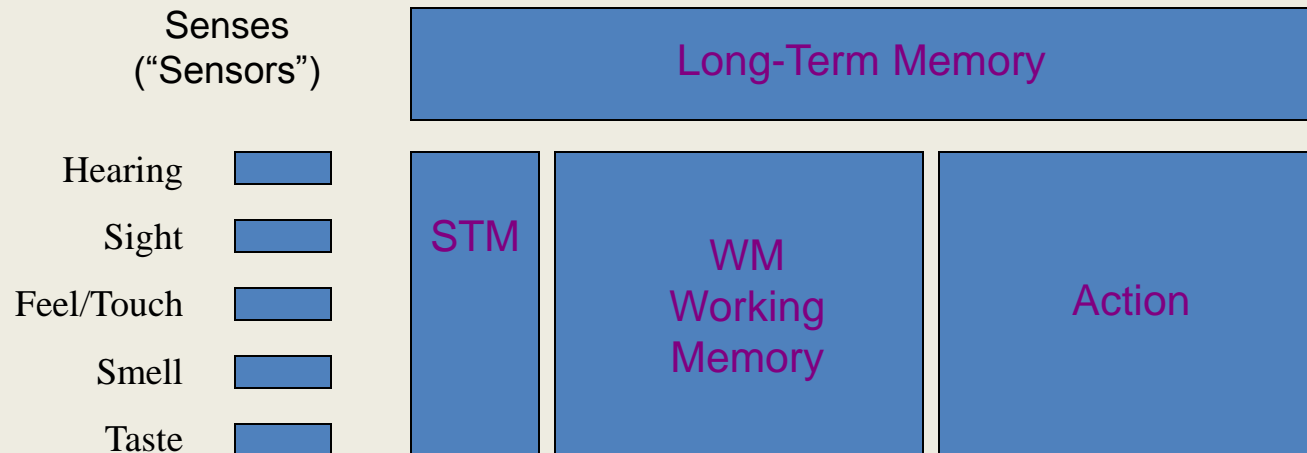 Senses
(“Sensors”)
Long-Term Memory
Hearing
Sight
Feel/Touch
Smell
Taste
STM
WM
Working
Memory
Action